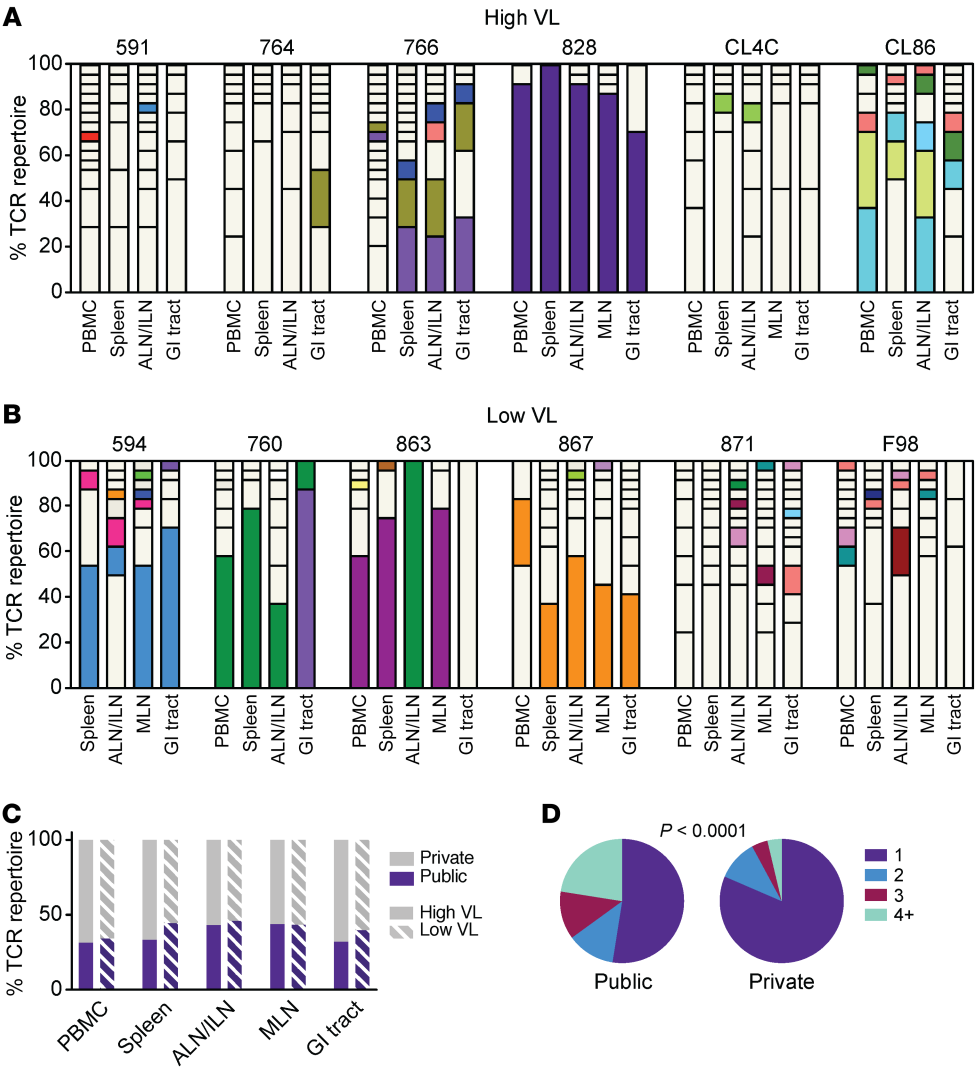 A
High VL
591 764 766 828 CL4C CL86
% TCR repertoire
100
80
60
40
20
0
PBMC Spleen ALN/ILN GI tract PBMC Spleen ALN/ILN GI tract PBMC Spleen ALN/ILN GI tract PBMC Spleen ALN/ILN MLN GI tract PBMC Spleen ALN/ILN MLN GI tract PBMC Spleen ALN/ILN GI tract
B
Low VL
594 760 863 867 871 F98
% TCR repertoire
100
80
60
40
20
0
Spleen ALN/ILN MLN GI tract PBMC Spleen ALN/ILN GI tract PBMC Spleen ALN/ILN MLN GI tract PBMC Spleen ALN/ILN MLN GI tract PBMC Spleen ALN/ILN MLN GI tract PBMC Spleen ALN/ILN MLN GI tract
C
% TCR repertoire
100
50
0
PBMC Spleen ALN/ILN MLN GI tract
Private
Public
High VL
Low VL
D
P < 0.0001
Public Private
1
2
3
4+